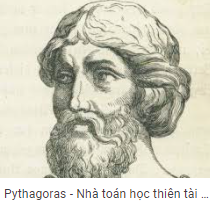 Pythagoras - Nhà toán học thiên tài ...